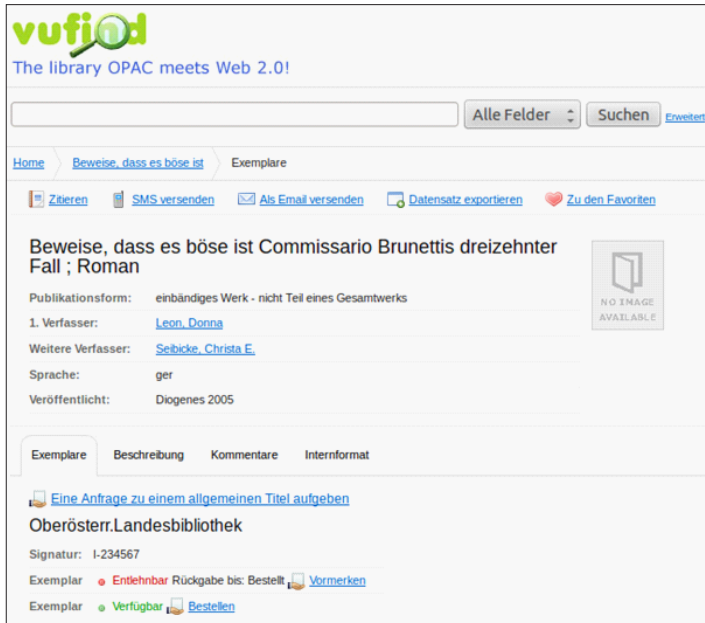 vufind
The library OPAC meets Web 2.0!
Alle Felder Suchen Erweitert
Home Beweise, dass es böse ist Exemplare
Zitieren SMS versenden Als Email versenden Datensatz exportieren Zu den Favoriten
Beweise, dass es böse ist Commissario Brunettis dreizehnter
Fall ; Roman
NO IMAGE
AVAILABLE
Publikationsform: einbändiges Werk - nicht Teil eines Gesamtwerks
1. Verfasser: Leon, Donna
Weitere Verfasser: Seibicke, Christa E.
Sprache: ger
Veröffentlicht: Diogenes 2005
Exemplare Beschreibung Kommentare Internformat
Eine Anfrage zu einem allgemeinen Titel aufgeben
Oberösterr.Landesbibliothek
Signatur: I-234567
Exemplar Entlehnbar Rückgabe bis: Bestellt Vormerken
Exemplar Verfügbar Bestellen